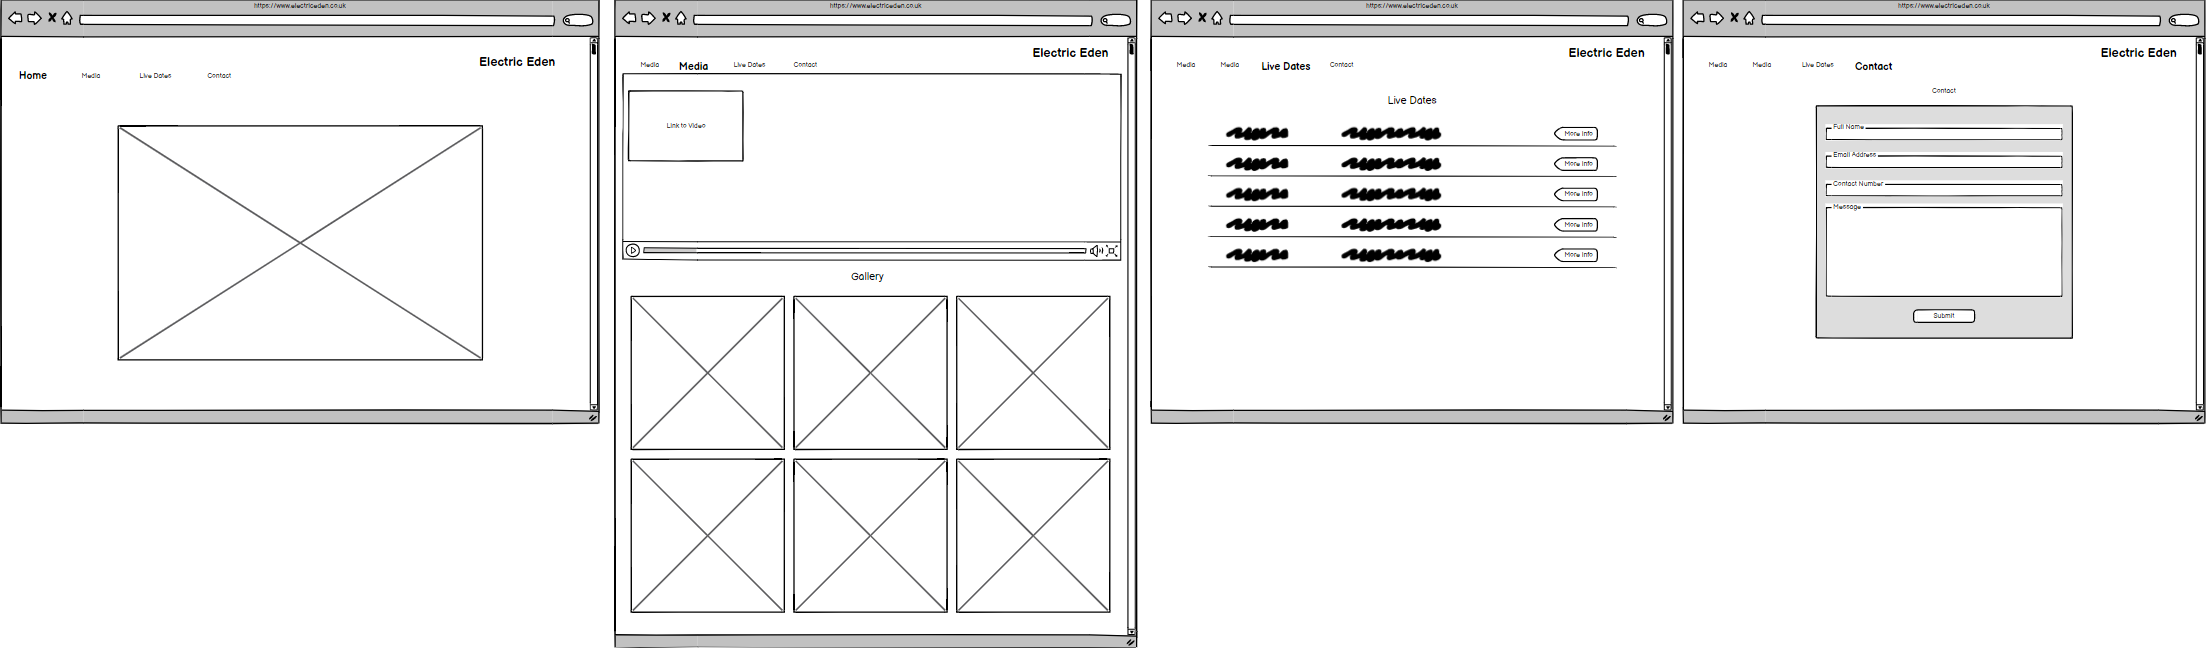 https://www.electriceden.co.uk
Electric Eden
Home Media Live Dates Contact
https://www.electriceden.co.uk
Electric Eden
Media Media Live Dates Contact
Link to Video
Gallery
https://www.electriceden.co.uk
Electric Eden
Media Media Live Dates Contact
Live Dates
More Info
More Info
More Info
More Info
More Info
https://www.electriceden.co.uk
Electric Eden
Media Media Live Dates Contact
Contact
Full Name
Email Address
Contact Number
Message
Submit